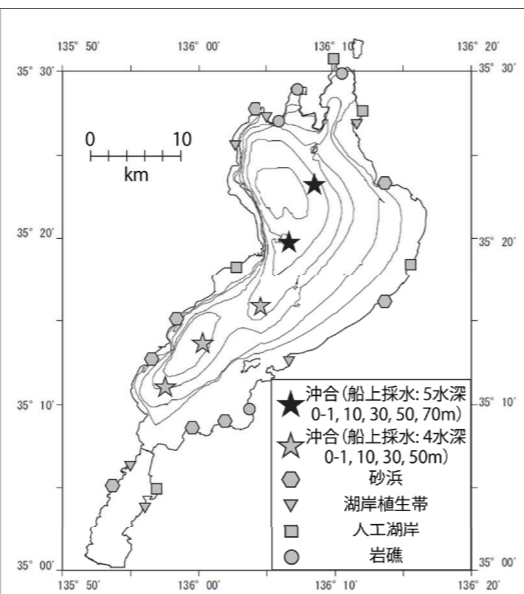 135° 50' 136° 00' 136° 10' 136° 20'
35° 30' 35° 30'
0 10
km
35° 20' 35° 20'
35° 10' 35° 10'
沖合(船上採水: 5水深
0-1, 10, 30, 50, 70m)
沖合(船上採水: 4水深
0-1, 10, 30, 50m)
砂浜
湖岸植生帯
人工湖岸
岩礁
35° 00' 35° 00'
135° 50' 136° 00' 136° 10' 136° 20'